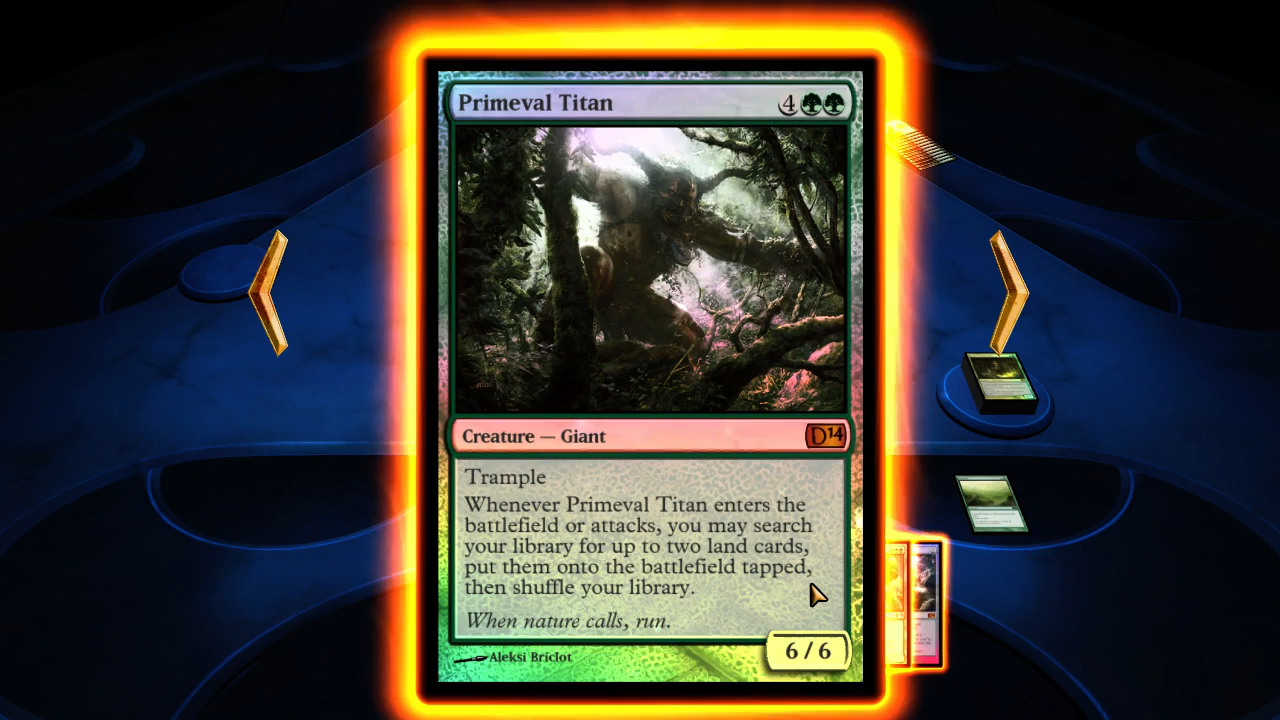 Primeval Titan 4
Creature — Giant D14
Trample
Whenever Primeval Titan enters the
battlefield or attacks, you may search
your library for up to two land cards,
put them onto the battlefield tapped,
then shuffle your library.
When nature calls, run.
6 / 6
Aleksi Briclot